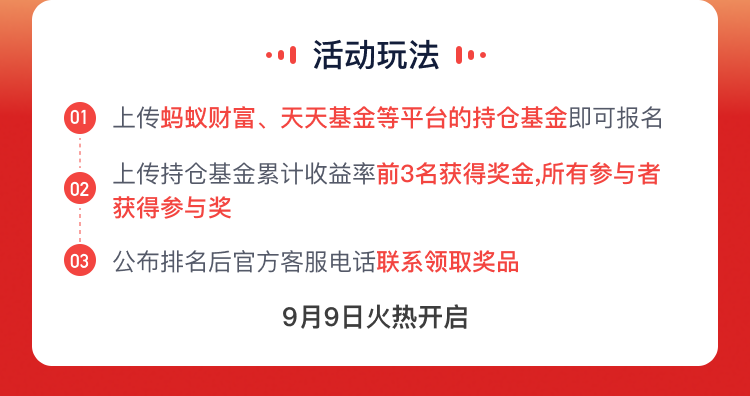 活动玩法
01 上传蚂蚁财富、天天基金等平台的持仓基金即可报名
02 上传持仓基金累计收益率前3名获得奖金,所有参与者
获得参与奖
03 公布排名后官方客服电话联系领取奖品
9月9日火热开启